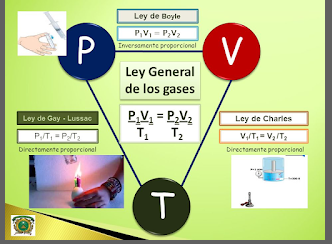 Ley de Boyle
P₁V₁ = P₂V₂
Inversamente proporcional
P
V
Ley General
de los gases
P₁V₁ = P₂V₂
T₁ T₂
Ley de Gay - Lussac
P₁/T₁ = P₂/T₂
Directamente proporcional
Ley de Charles
V₁/T₁ = V₂/T₂
Directamente proporcional
T